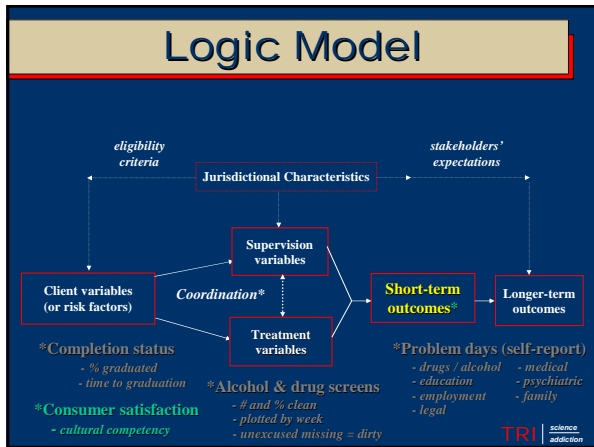 Logic Model
eligibility
criteria
stakeholders'
expectations
Jurisdictional Characteristics
Supervision
variables
Client variables
(or risk factors)
Coordination*
Treatment
variables
Short-term
outcomes*
Longer-term
outcomes
*Completion status
- % graduated
- time to graduation
*Consumer satisfaction
- cultural competency
*Alcohol & drug screens
- # and % clean
- plotted by week
- unexcused missing = dirty
*Problem days (self-report)
- drugs / alcohol - medical
- education - psychiatric
- employment - family
- legal
TRI science
addiction